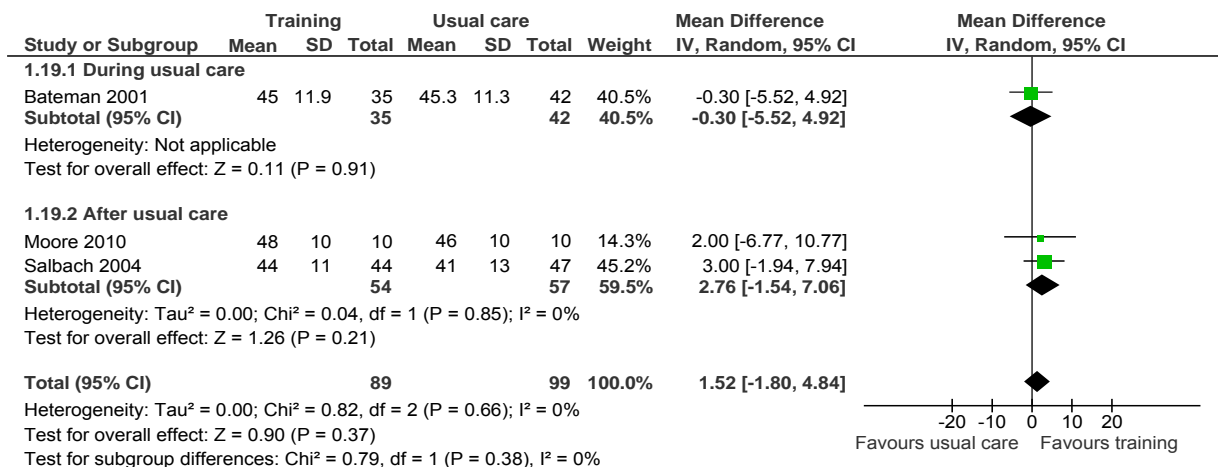 Training Usual care Mean Difference Mean Difference
Study or Subgroup Mean SD Total Mean SD Total Weight IV, Random, 95% CI IV, Random, 95% CI
1.19.1 During usual care
Bateman 2001 45 11.9 35 45.3 11.3 42 40.5% -0.30 [-5.52, 4.92]
Subtotal (95% CI) 35 42 40.5% -0.30 [-5.52, 4.92]
Heterogeneity: Not applicable
Test for overall effect: Z = 0.11 (P = 0.91)
1.19.2 After usual care
Moore 2010 48 10 10 46 10 10 14.3% 2.00 [-6.77, 10.77]
Salbach 2004 44 11 44 41 13 47 45.2% 3.00 [-1.94, 7.94]
Subtotal (95% CI) 54 57 59.5% 2.76 [-1.54, 7.06]
Heterogeneity: Tau² = 0.00; Chi² = 0.04, df = 1 (P = 0.85); I² = 0%
Test for overall effect: Z = 1.26 (P = 0.21)
Total (95% CI) 89 99 100.0% 1.52 [-1.80, 4.84]
Heterogeneity: Tau² = 0.00; Chi² = 0.82, df = 2 (P = 0.66); I² = 0%
Test for overall effect: Z = 0.90 (P = 0.37)
Test for subgroup differences: Chi² = 0.79, df = 1 (P = 0.38), I² = 0%
-20 -10 0 10 20
Favours usual care Favours training